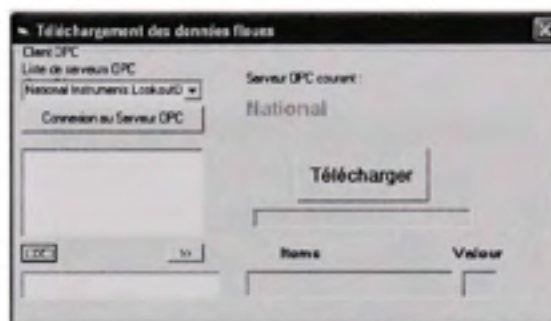 Téléchargement des données floues
Client OPC
Liste de serveurs OPC
National Instruments.LookoutO
Serveur OPC courant :
Connexion au Serveur OPC
National
Télécharger
>>
Items Valeur